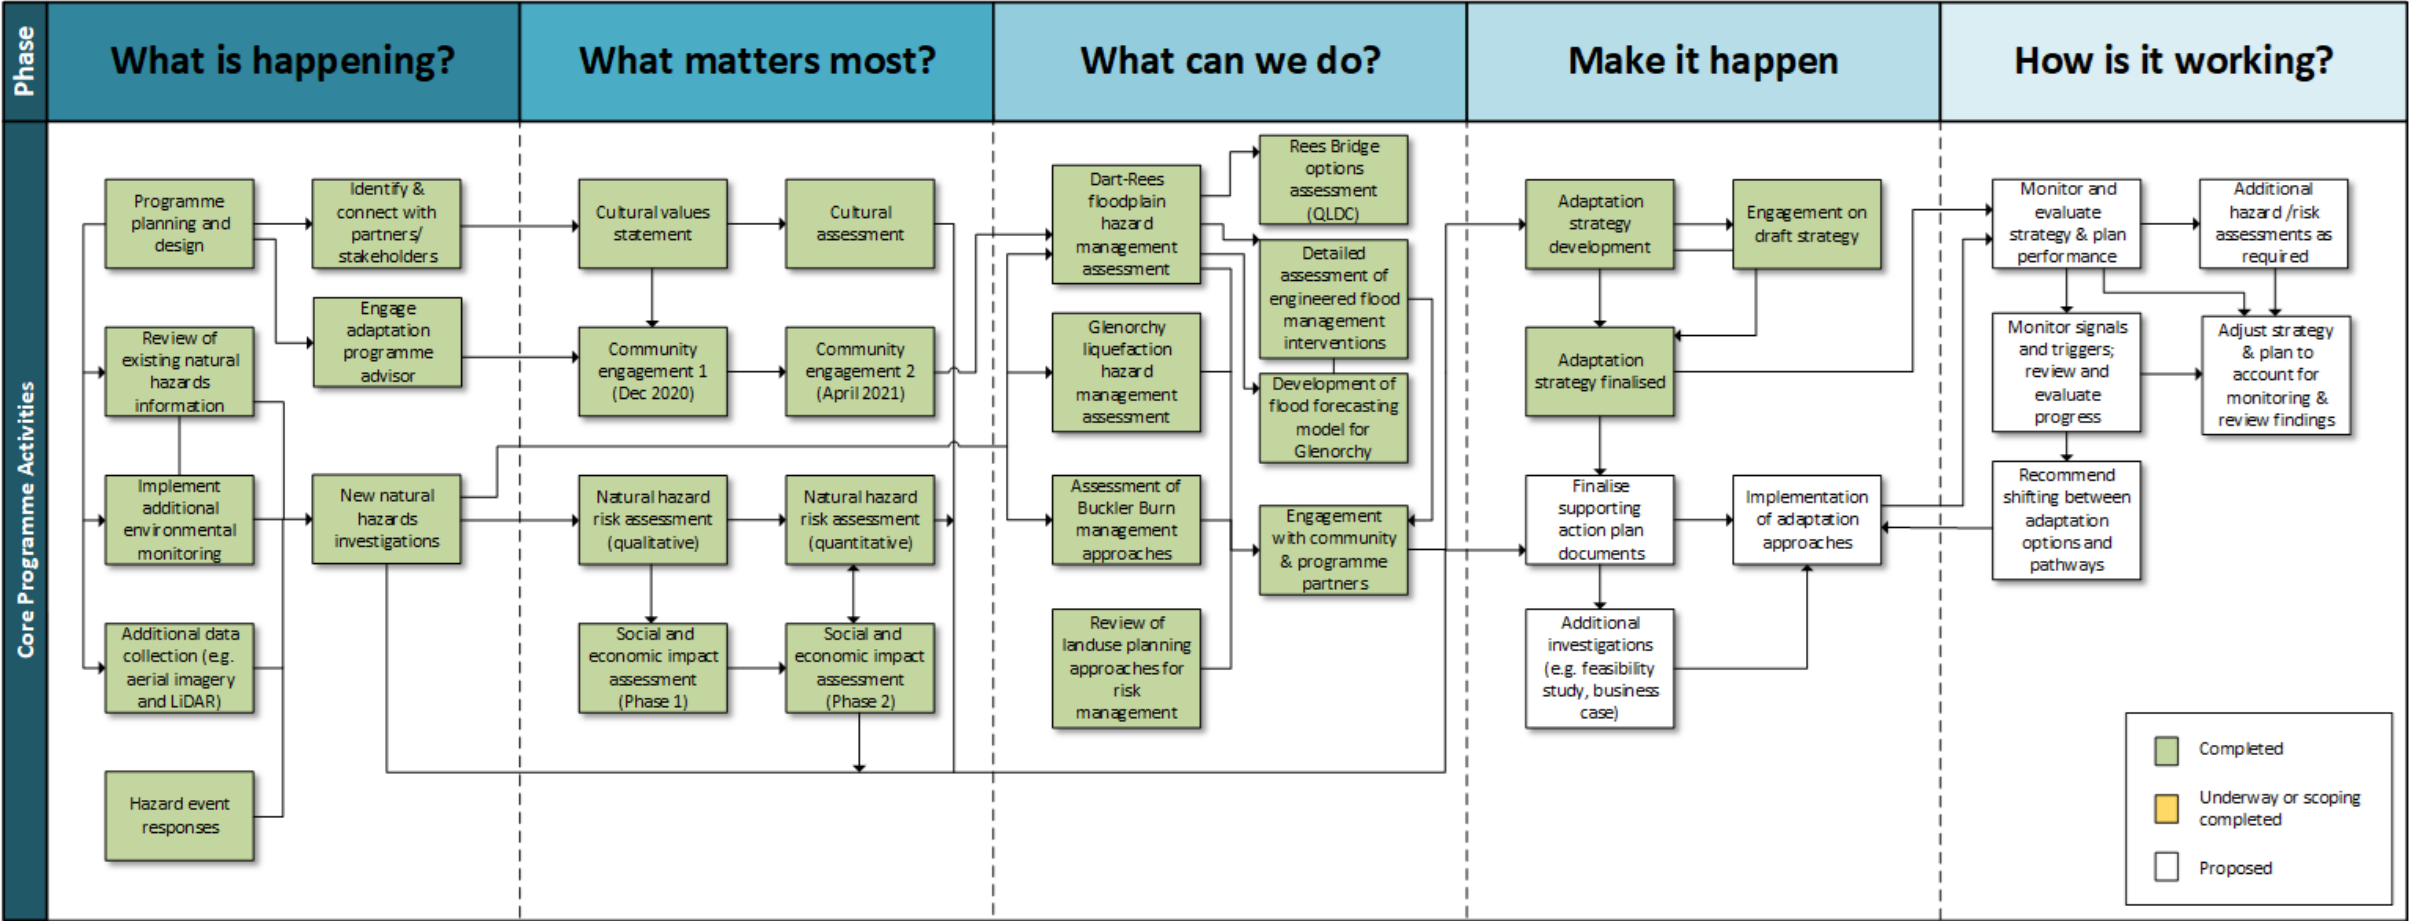 Phase
What is happening?
What matters most?
What can we do?
Make it happen
How is it working?
Core Programme Activities
Programme
planning and
design
Identify &
connect with
partners/
stakeholders
Engage
adaptation
programme
advisor
Review of
existing natural
hazards
information
Implement
additional
environmental
monitoring
New natural
hazards
investigations
Additional data
collection (e.g.
aerial imagery
and LiDAR)
Hazard event
responses
Cultural values
statement
Cultural
assessment
Community
engagement 1
(Dec 2020)
Community
engagement 2
(April 2021)
Natural hazard
risk assessment
(qualitative)
Natural hazard
risk assessment
(quantitative)
Social and
economic impact
assessment
(Phase 1)
Social and
economic impact
assessment
(Phase 2)
Dart-Rees
floodplain
hazard
management
assessment
Rees Bridge
options
assessment
(QLDC)
Detailed
assessment of
engineered flood
management
interventions
Glenorchy
liquefaction
hazard
management
assessment
Development of
flood forecasting
model for
Glenorchy
Assessment of
Buckler Burn
management
approaches
Engagement
with community
& programme
partners
Review of
landuse planning
approaches for
risk
management
Adaptation
strategy
development
Engagement on
draft strategy
Adaptation
strategy finalised
Finalise
supporting
action plan
documents
Implementation
of adaptation
approaches
Additional
investigations
(e.g. feasibility
study, business
case)
Monitor and
evaluate
strategy & plan
performance
Additional
hazard /risk
assessments as
required
Monitor signals
and triggers;
review and
evaluate
progress
Adjust strategy
& plan to
account for
monitoring &
review findings
Recommend
shifting between
adaptation
options and
pathways
Completed
Underway or scoping
completed
Proposed